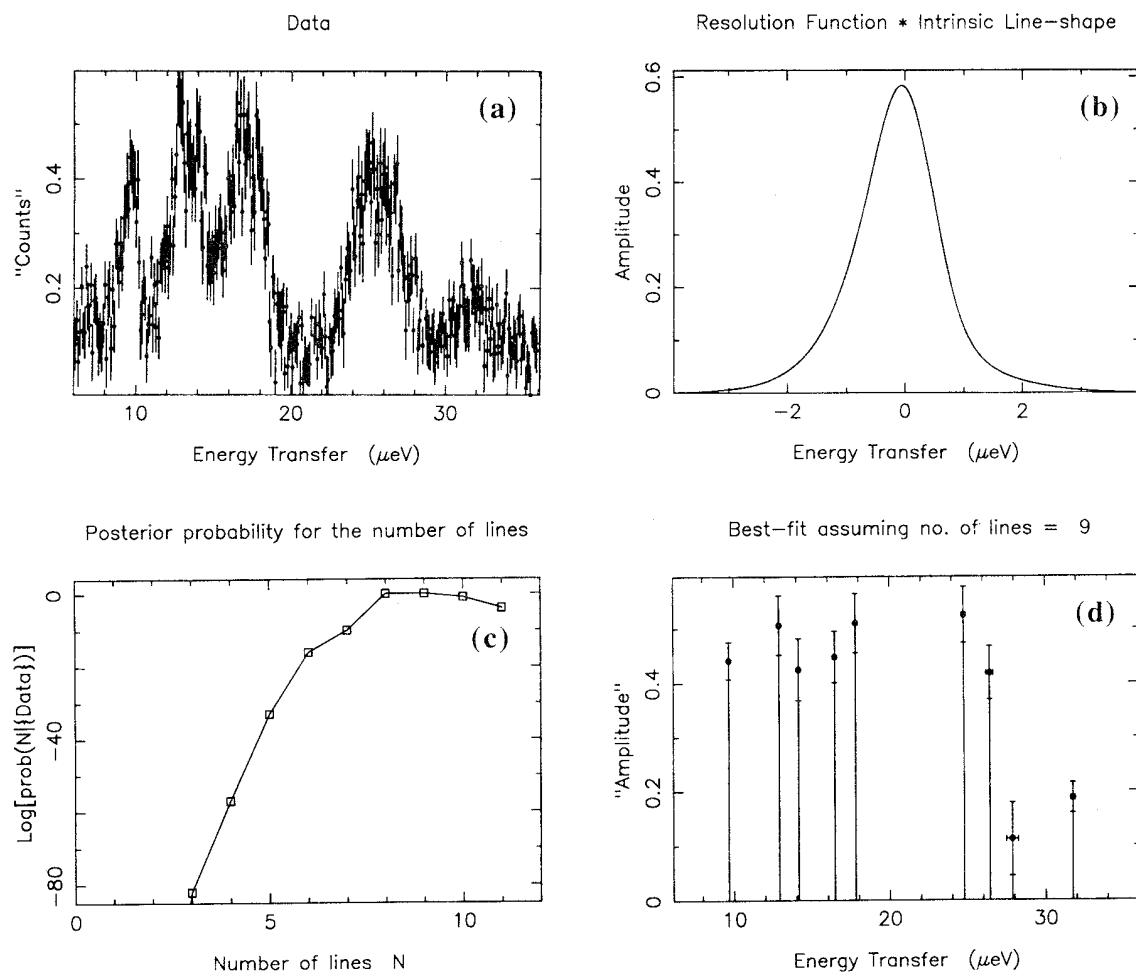 Data
(a)
"Counts"
0.4
0.2
10
20
30
Energy Transfer (μeV)
Resolution Function * Intrinsic Line-shape
(b)
Amplitude
0.6
0.4
0.2
0
−2
0
2
Energy Transfer (μeV)
Posterior probability for the number of lines
(c)
Log[prob(N|{Data})]
0
−40
−80
0
5
10
Number of lines N
Best-fit assuming no. of lines = 9
(d)
"Amplitude"
0.4
0.2
0
10
20
30
Energy Transfer (μeV)